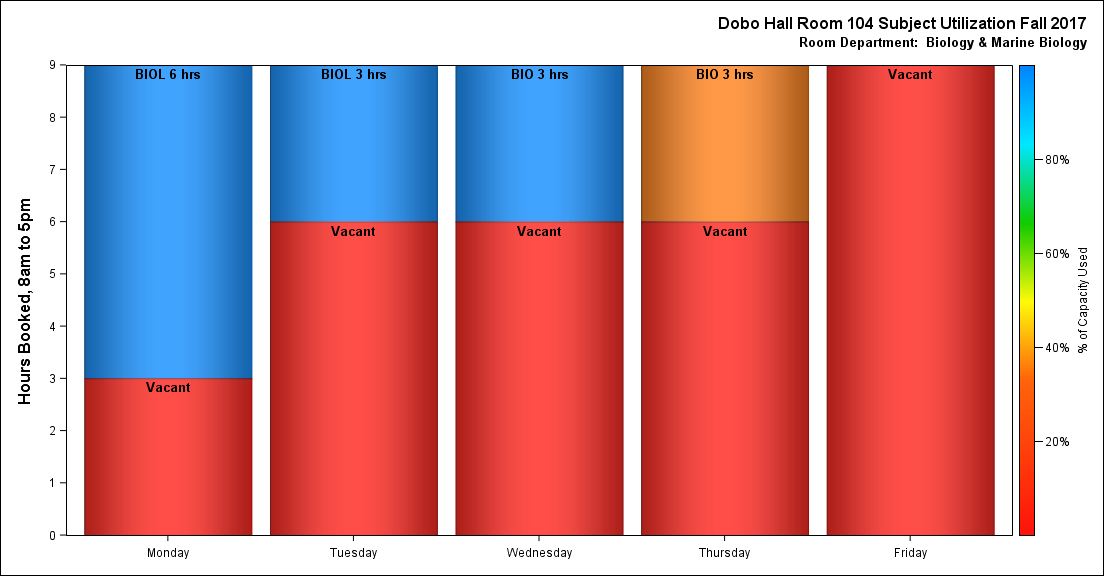 Dobo Hall Room 104 Subject Utilization Fall 2017
Room Department: Biology & Marine Biology
Hours Booked, 8am to 5pm
9
8
7
6
5
4
3
2
1
0
BIOL 6 hrs
Vacant
BIOL 3 hrs
Vacant
BIO 3 hrs
Vacant
BIO 3 hrs
Vacant
Vacant
Monday
Tuesday
Wednesday
Thursday
Friday
80%
60%
40%
20%
% of Capacity Used